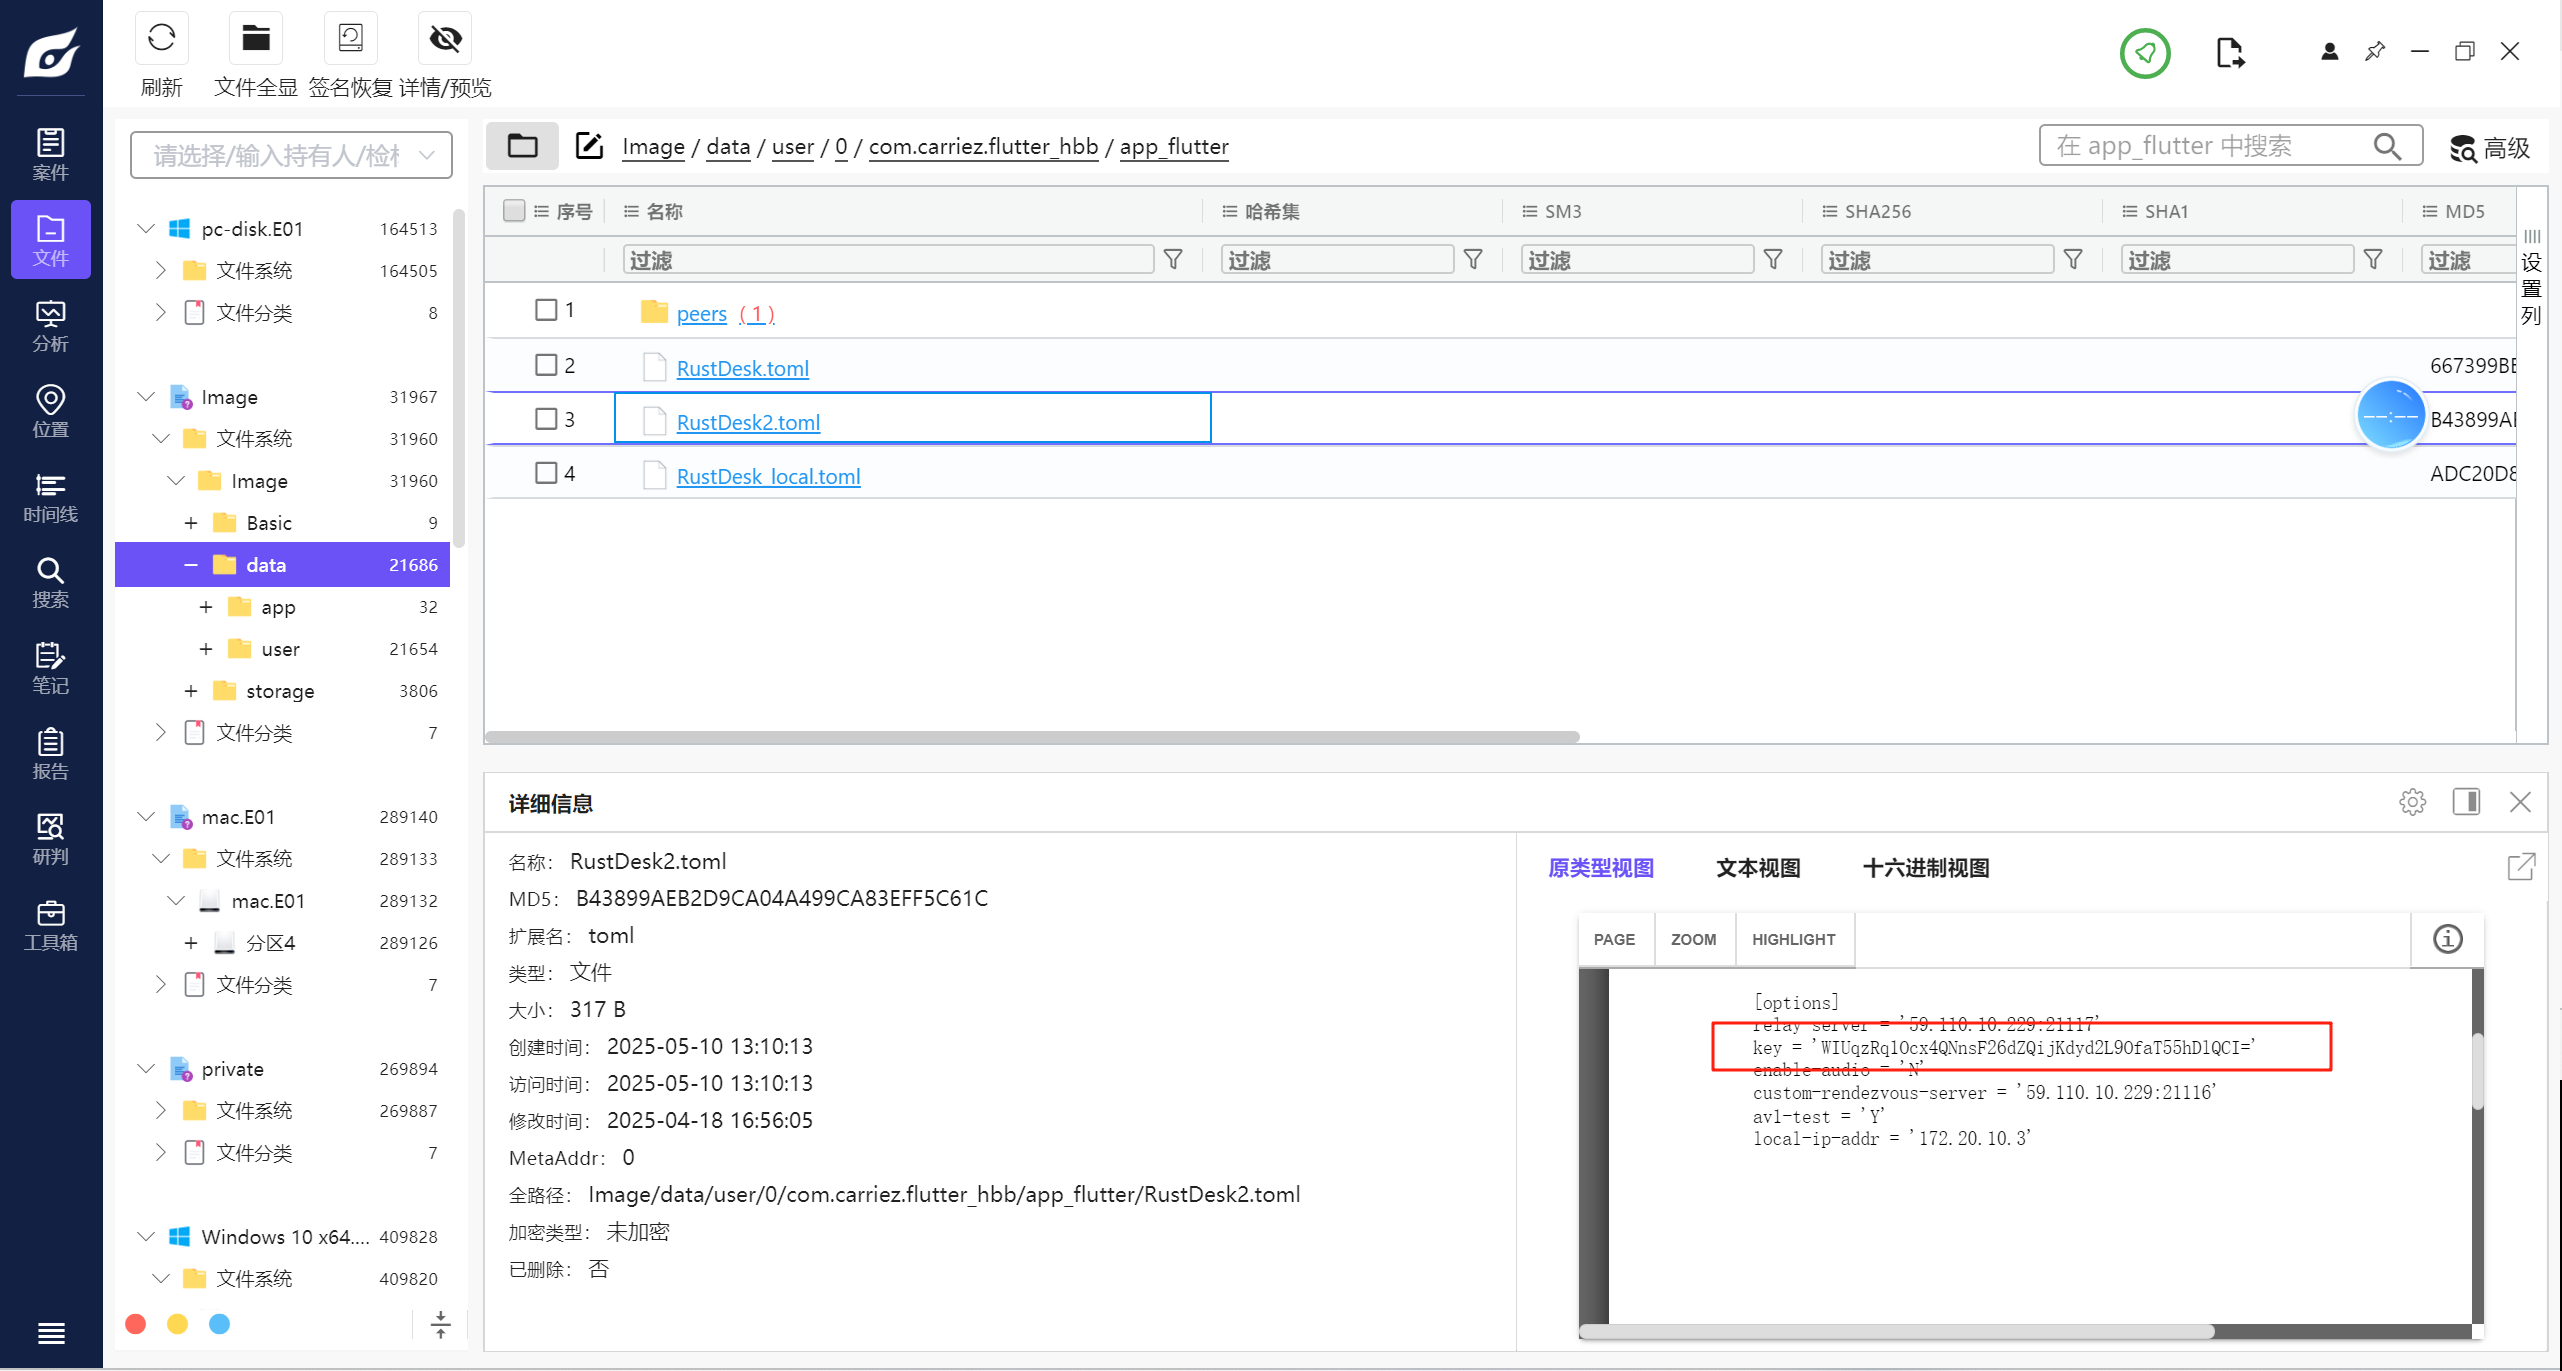 刷新
文件全显
签名恢复
详情/预览
案件
文件
分析
位置
时间线
搜索
笔记
报告
研判
工具箱
请选择/输入持有人/检
pc-disk.E01 164513
文件系统 164505
文件分类 8
Image 31967
文件系统 31960
Image 31960
Basic 9
data 21686
app 32
user 21654
storage 3806
文件分类 7
mac.E01 289140
文件系统 289133
mac.E01 289132
分区4 289126
文件分类 7
private 269894
文件系统 269887
文件分类 7
Windows 10 x64.... 409828
文件系统 409820
Image / data / user / 0 / com.carriez.flutter_hbb / app_flutter
在 app_flutter 中搜索
高级
序号 名称 哈希集 SM3 SHA256 SHA1 MD5
过滤 过滤 过滤 过滤 过滤 过滤
设置列
1 peers (1)
2 RustDesk.toml 667399BE
3 RustDesk2.toml B43899AE
4 RustDesk_local.toml ADC20D8
--:--
详细信息
名称: RustDesk2.toml
MD5: B43899AEB2D9CA04A499CA83EFF5C61C
扩展名: toml
类型: 文件
大小: 317 B
创建时间: 2025-05-10 13:10:13
访问时间: 2025-05-10 13:10:13
修改时间: 2025-04-18 16:56:05
MetaAddr: 0
全路径: Image/data/user/0/com.carriez.flutter_hbb/app_flutter/RustDesk2.toml
加密类型: 未加密
已删除: 否
原类型视图 文本视图 十六进制视图
PAGE ZOOM HIGHLIGHT
[options]
relay-server = '59.110.10.229:21117'
key = 'WIUqzRq1Ocx4QNnsF26dZQijKdyd2L9OfaT55hDlQCI='
enable-audio = 'N'
custom-rendezvous-server = '59.110.10.229:21116'
avl-test = 'Y'
local-ip-addr = '172.20.10.3'